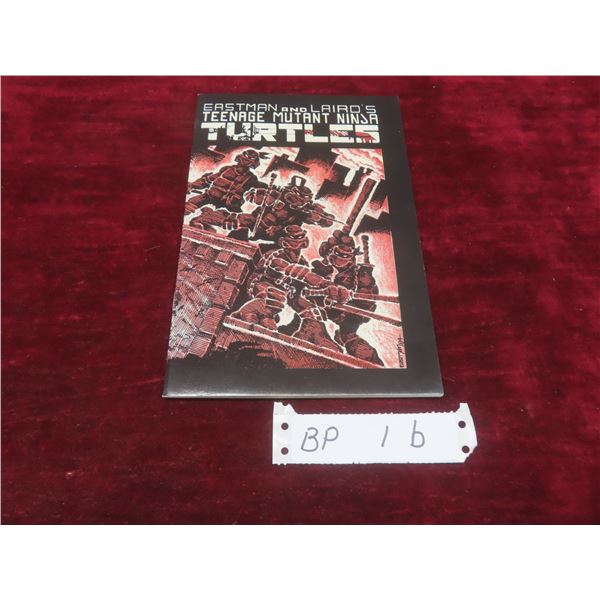 EASTMAN AND LAIRD'S
TEENAGE MUTANT NINJA
TURTLES
BP 1 b